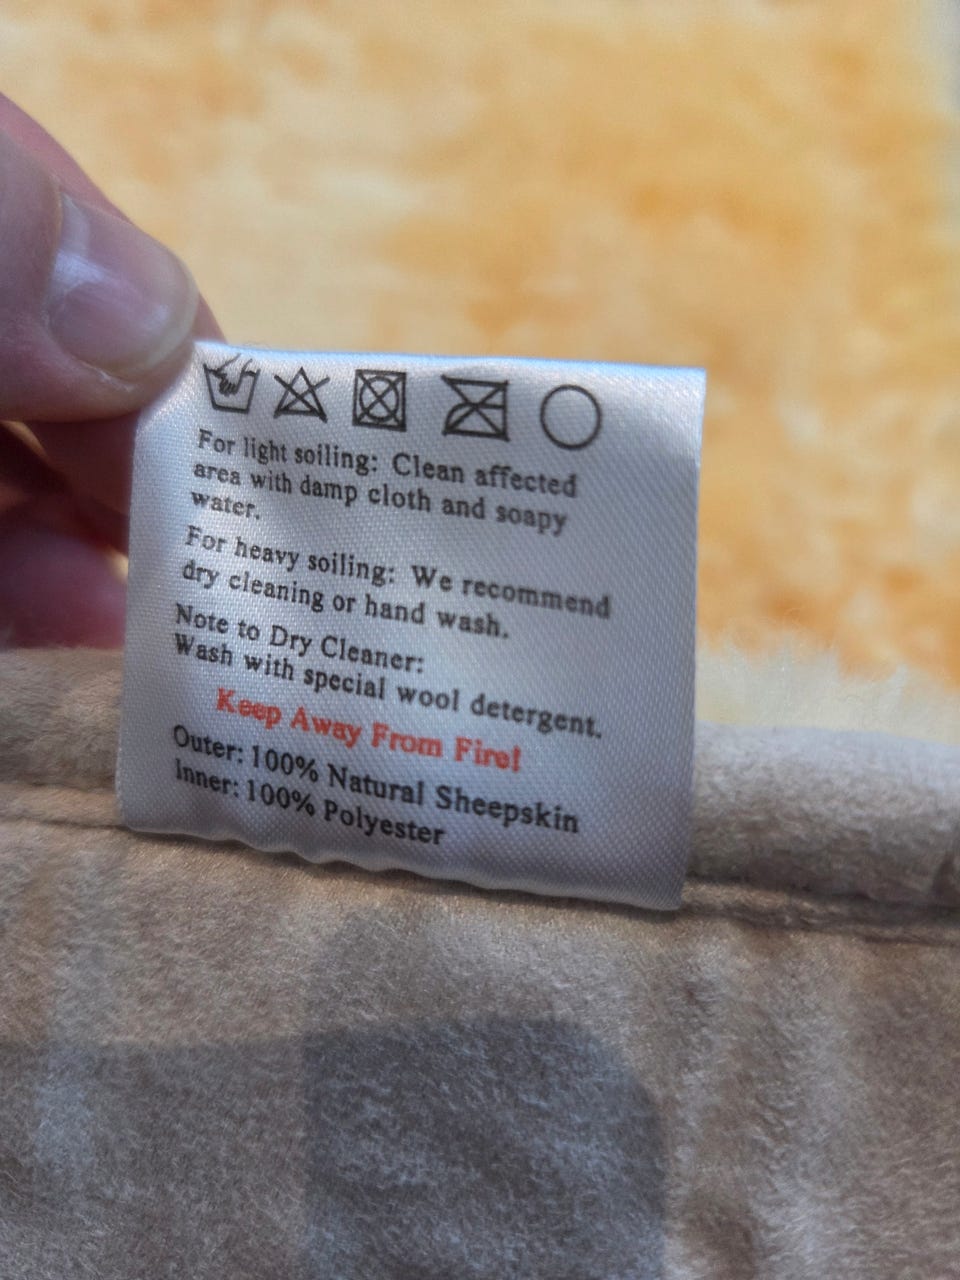 For light soiling: Clean affected
area with damp cloth and soapy
water.
For heavy soiling: We recommend
dry cleaning or hand wash.
Note to Dry Cleaner:
Wash with special wool detergent.
Keep Away From Fire!
Outer: 100% Natural Sheepskin
Inner: 100% Polyester